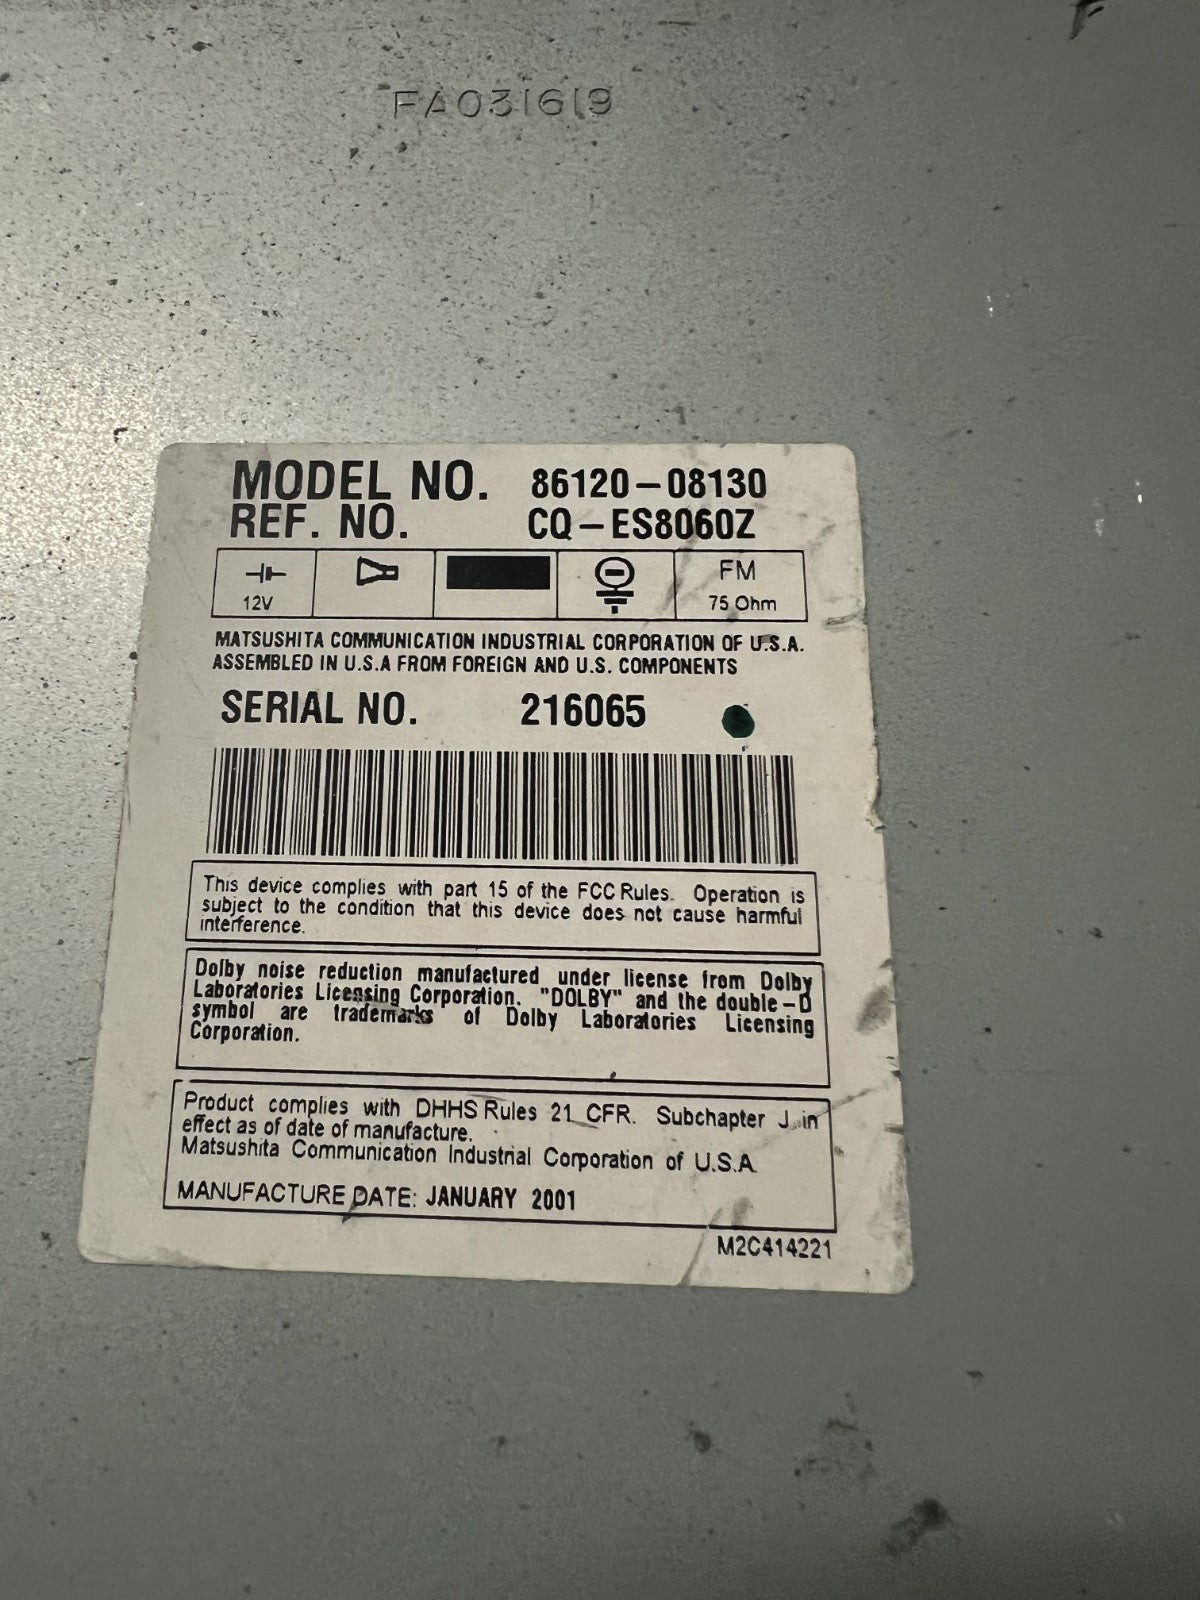 FA031619
MODEL NO. 86120-08130
REF. NO. CQ-ES8060Z
12V
FM
75 Ohm
MATSUSHITA COMMUNICATION INDUSTRIAL CORPORATION OF U.S.A.
ASSEMBLED IN U.S.A FROM FOREIGN AND U.S. COMPONENTS
SERIAL NO. 216065
This device complies with part 15 of the FCC Rules. Operation is
subject to the condition that this device does not cause harmful
interference.
Dolby noise reduction manufactured under license from Dolby
Laboratories Licensing Corporation. "DOLBY" and the double-D
symbol are trademarks of Dolby Laboratories Licensing
Corporation.
Product complies with DHHS Rules 21 CFR. Subchapter J in
effect as of date of manufacture.
Matsushita Communication Industrial Corporation of U.S.A
MANUFACTURE DATE: JANUARY 2001
M2C414221